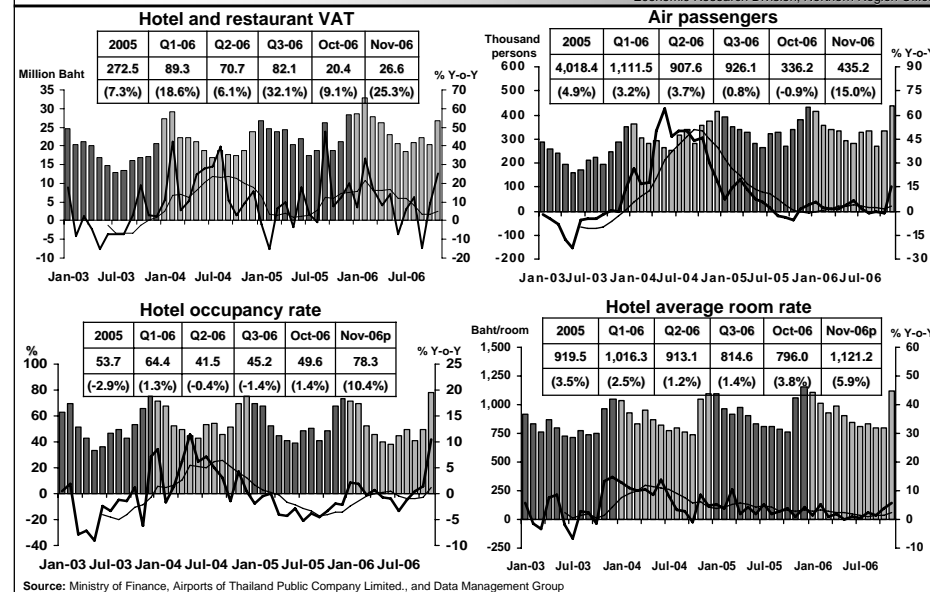 Hotel and restaurant VAT
2005 Q1-06 Q2-06 Q3-06 Oct-06 Nov-06
272.5 89.3 70.7 82.1 20.4 26.6
(7.3%) (18.6%) (6.1%) (32.1%) (9.1%) (25.3%)
Million Baht
% Y-o-Y
35
30
25
20
15
10
5
0
-5
-10
70
60
50
40
30
20
10
0
-10
-20
Jan-03 Jul-03 Jan-04 Jul-04 Jan-05 Jul-05 Jan-06 Jul-06
Air passengers
Thousand persons
2005 Q1-06 Q2-06 Q3-06 Oct-06 Nov-06
4,018.4 1,111.5 907.6 926.1 336.2 435.2
(4.9%) (3.2%) (3.7%) (0.8%) (-0.9%) (15.0%)
% Y-o-Y
600
500
400
300
200
100
0
-100
-200
90
75
60
45
30
15
0
-15
-30
Jan-03 Jul-03 Jan-04 Jul-04 Jan-05 Jul-05 Jan-06 Jul-06
Hotel occupancy rate
2005 Q1-06 Q2-06 Q3-06 Oct-06 Nov-06p
53.7 64.4 41.5 45.2 49.6 78.3
(-2.9%) (1.3%) (-0.4%) (-1.4%) (1.4%) (10.4%)
%
% Y-o-Y
100
80
60
40
20
0
-20
-40
25
20
15
10
5
0
-5
-10
Jan-03 Jul-03 Jan-04 Jul-04 Jan-05 Jul-05 Jan-06 Jul-06
Hotel average room rate
Baht/room
2005 Q1-06 Q2-06 Q3-06 Oct-06 Nov-06p
919.5 1,016.3 913.1 814.6 796.0 1,121.2
(3.5%) (2.5%) (1.2%) (1.4%) (3.8%) (5.9%)
% Y-o-Y
1,500
1,250
1,000
750
500
250
0
-250
60
50
40
30
20
10
0
-10
Jan-03 Jul-03 Jan-04 Jul-04 Jan-05 Jul-05 Jan-06 Jul-06
Source: Ministry of Finance, Airports of Thailand Public Company Limited., and Data Management Group